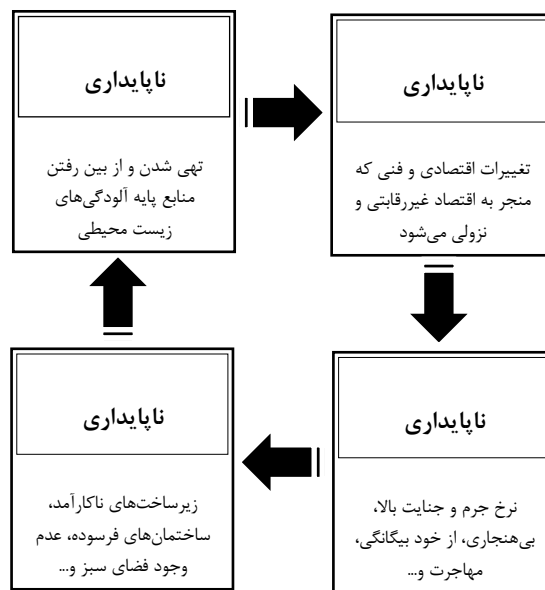 ناپایداری
تغییرات اقتصادی و فنی که
منجر به اقتصاد غیررقابتی و
نزولی می‌شود
ناپایداری
تهی شدن و از بین رفتن
منابع پایه آلودگی‌های
زیست محیطی
ناپایداری
نرخ جرم و جنایت بالا،
بی‌هنجاری، از خود بیگانگی،
مهاجرت و...
ناپایداری
زیرساخت‌های ناکارآمد،
ساختمان‌های فرسوده، عدم
وجود فضای سبز و...